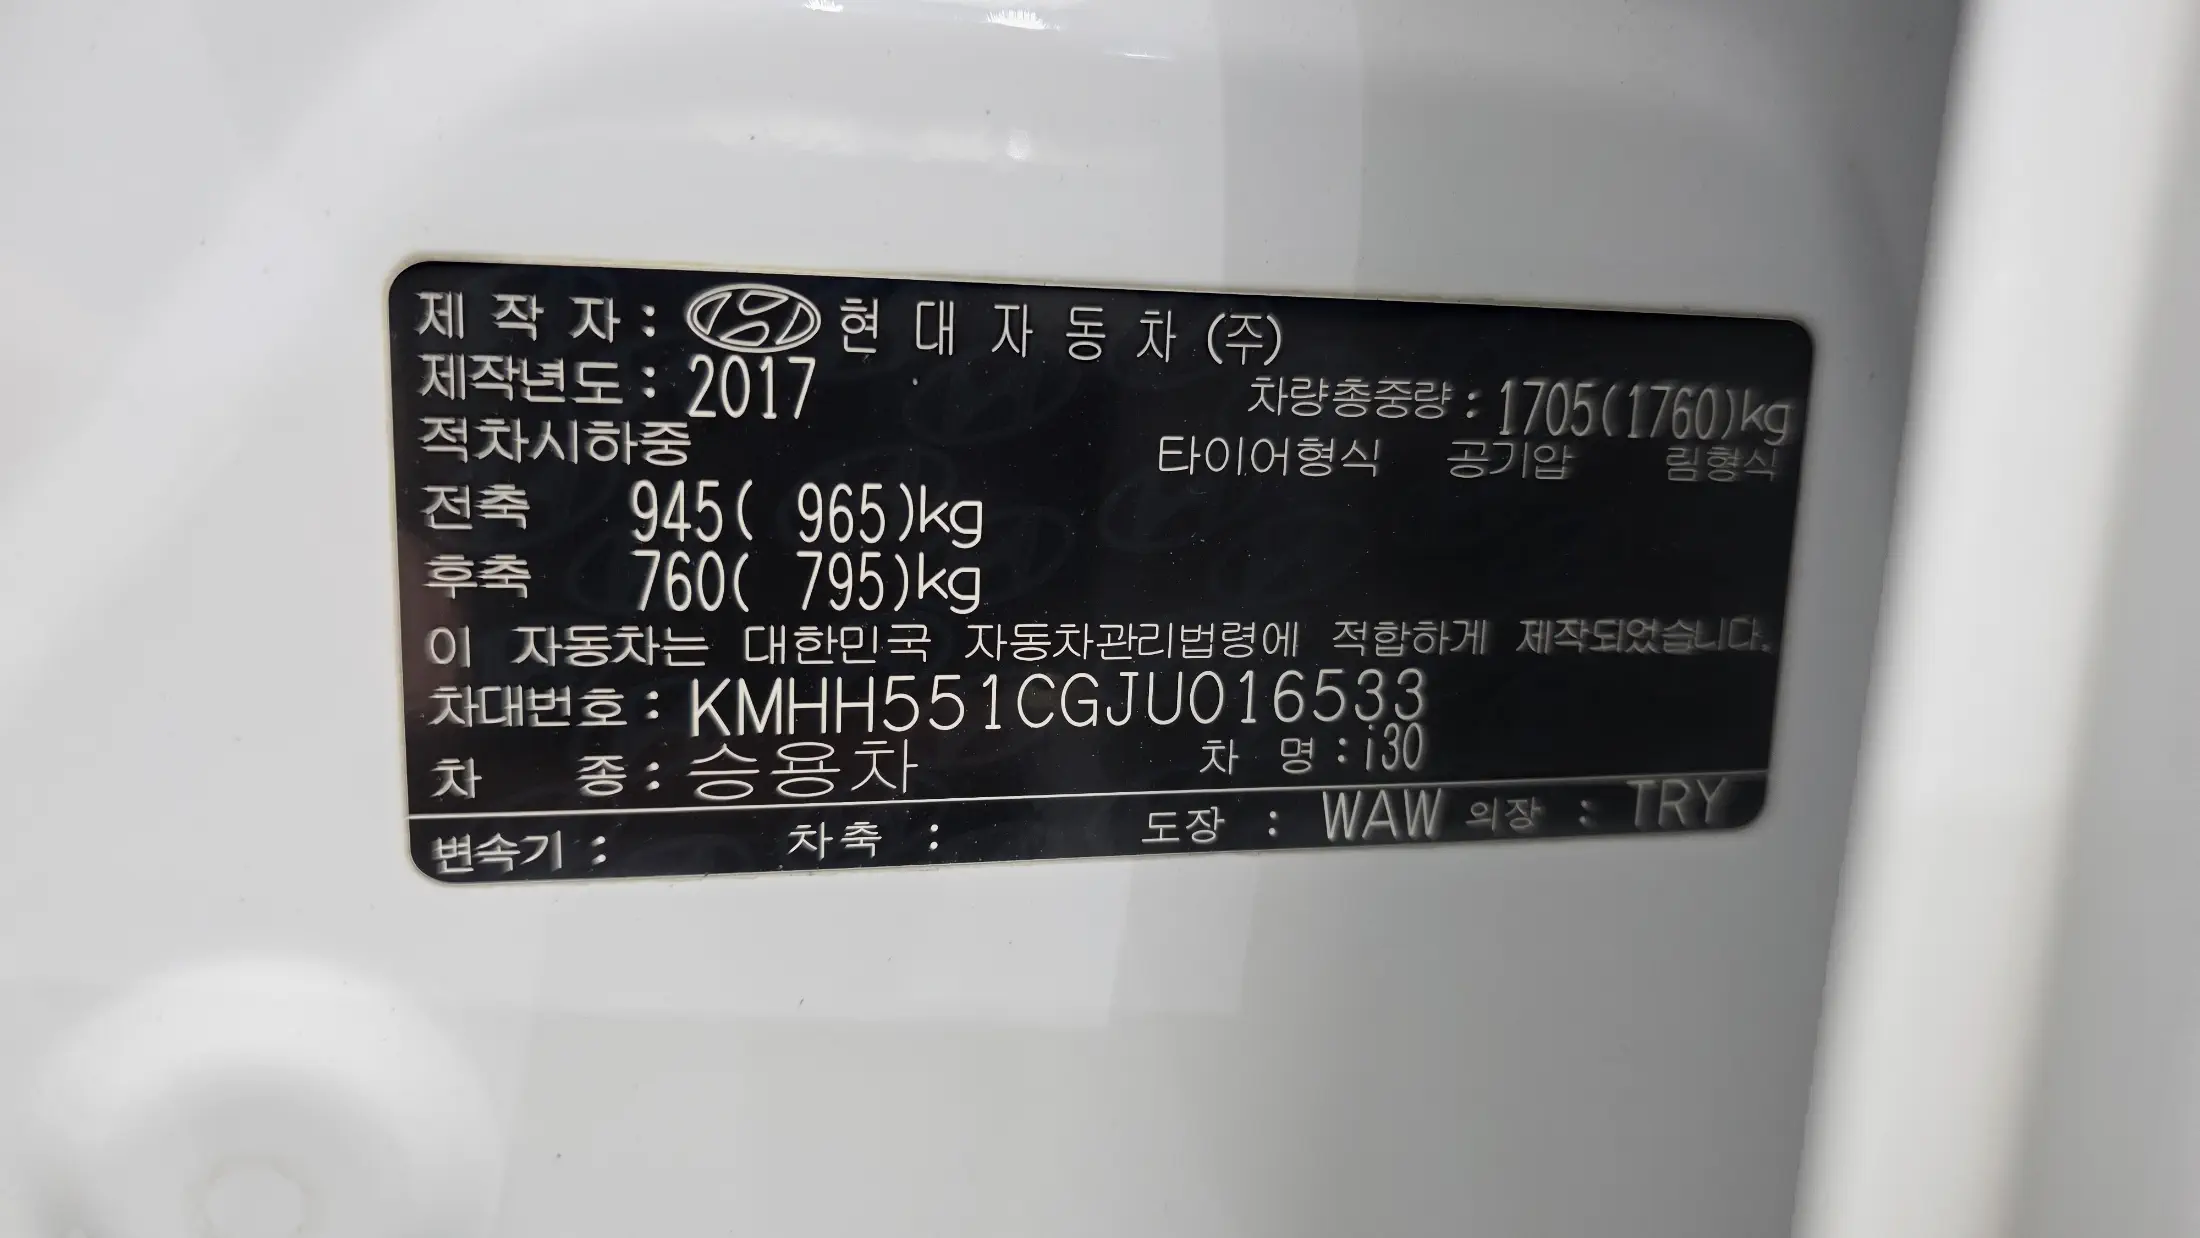 제 작 자 : 현 대 자 동 차 (주)
제작년도 : 2017
차량총중량 : 1705(1760)kg
적차시하중
타이어형식 공기압 림형식
전축 945( 965)kg
후축 760( 795)kg
이 자동차는 대한민국 자동차관리법령에 적합하게 제작되었습니다.
차대번호 : KMHH551CGJU016533
차 종 : 승용차 차 명 : i30
변속기 : 차축 : 도장 : WAW 의장 : TRY